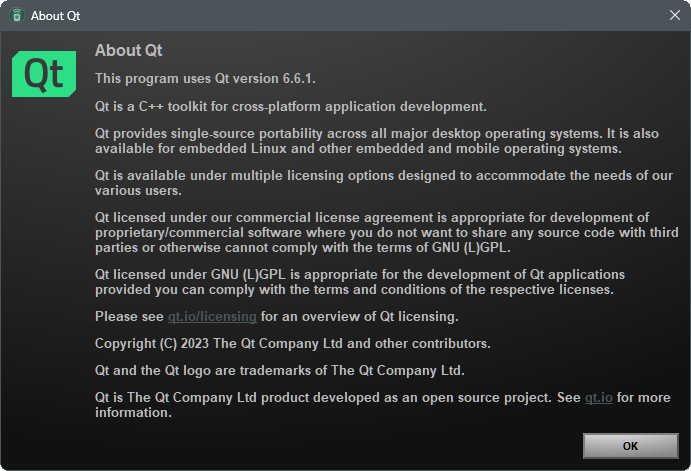 About Qt
Qt
About Qt
This program uses Qt version 6.6.1.
Qt is a C++ toolkit for cross-platform application development.
Qt provides single-source portability across all major desktop operating systems. It is also
available for embedded Linux and other embedded and mobile operating systems.
Qt is available under multiple licensing options designed to accommodate the needs of our
various users.
Qt licensed under our commercial license agreement is appropriate for development of
proprietary/commercial software where you do not want to share any source code with third
parties or otherwise cannot comply with the terms of GNU (L)GPL.
Qt licensed under GNU (L)GPL is appropriate for the development of Qt applications
provided you can comply with the terms and conditions of the respective licenses.
Please see qt.io/licensing for an overview of Qt licensing.
Copyright (C) 2023 The Qt Company Ltd and other contributors.
Qt and the Qt logo are trademarks of The Qt Company Ltd.
Qt is The Qt Company Ltd product developed as an open source project. See qt.io for more
information.
OK